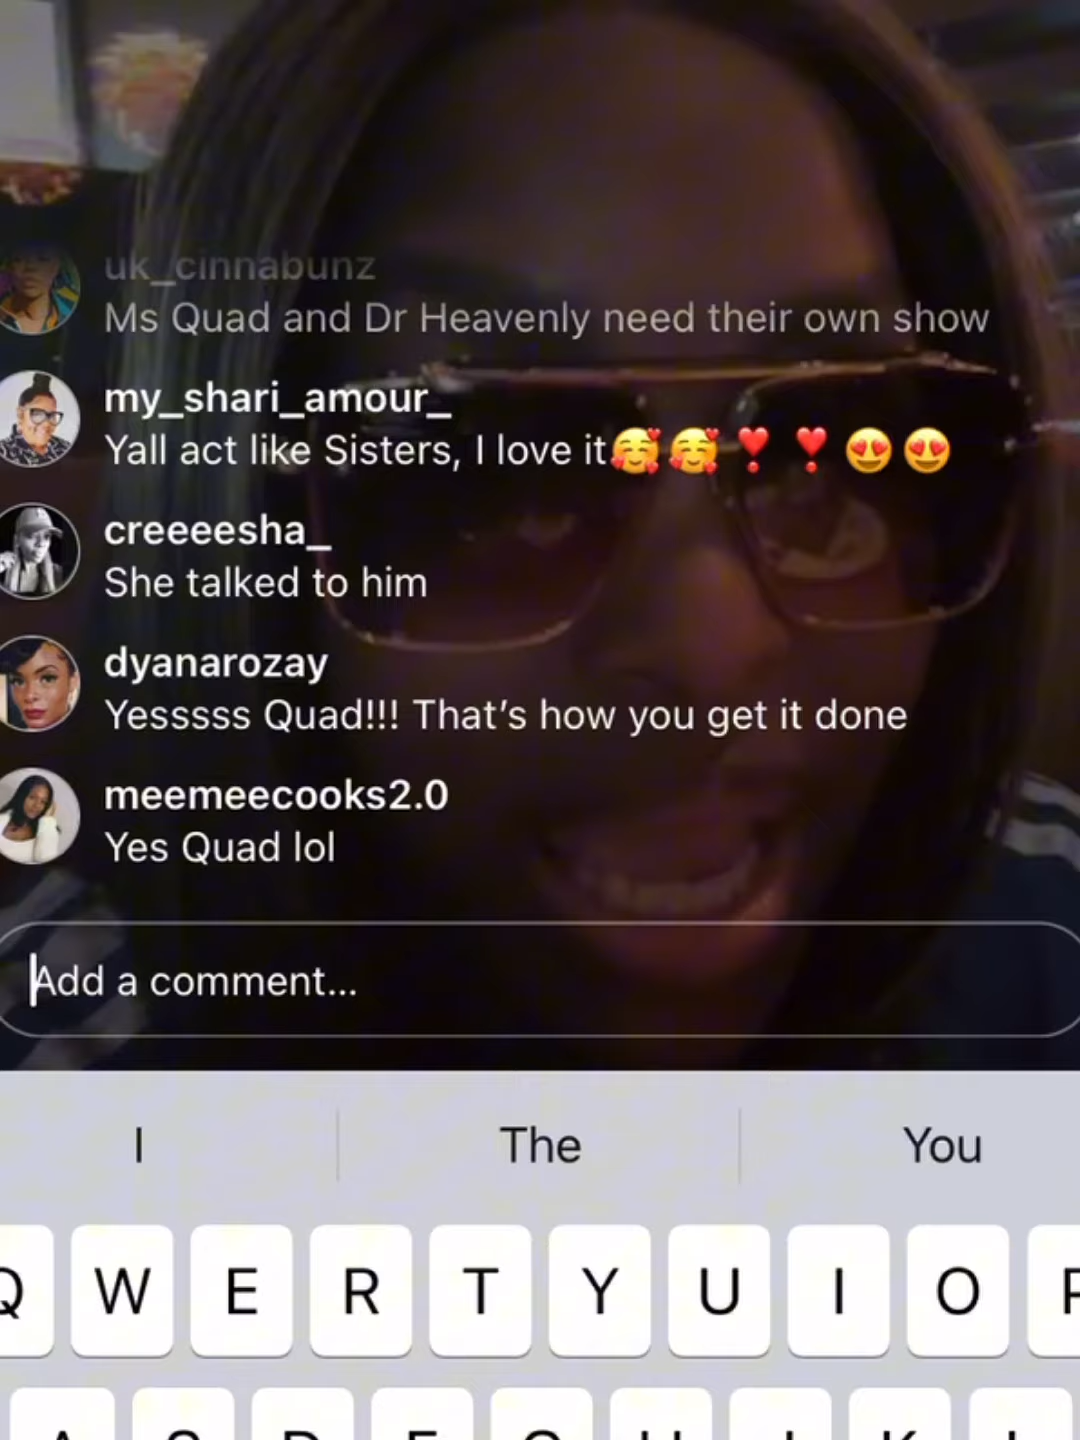 uk_cinnabunz
Ms Quad and Dr Heavenly need their own show
my_shari_amour_
Yall act like Sisters, I love it🥰🥰❣️❣️😍😍
creeeesha_
She talked to him
dyanarozay
Yesssss Quad!!! That's how you get it done
meemeecooks2.0
Yes Quad lol
Add a comment...
I The You
Q W E R T Y U I O P
A S D F G H J K L